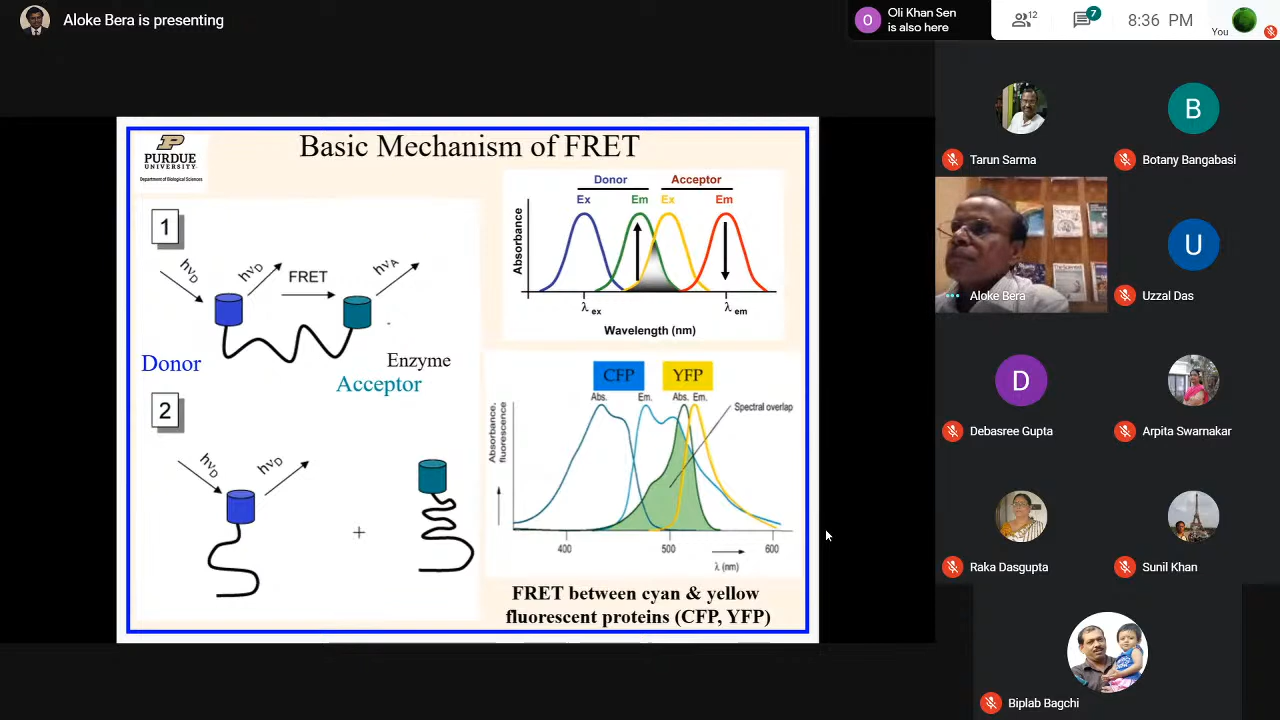 Aloke Bera is presenting
O
Oli Khan Sen
is also here
12
7
8:36 PM
You
P
PURDUE
UNIVERSITY
Department of Biological Sciences
Basic Mechanism of FRET
1
hνD
hνD
FRET
hνA
Donor
Enzyme
Acceptor
2
hνD
hνD
+
Donor
Acceptor
Ex
Em
Ex
Em
Absorbance
λ ex
λ em
Wavelength (nm)
CFP
YFP
Abs.
Em.
Abs.
Em.
Spectral overlap
Absorbance,
fluorescence
400
500
600
λ (nm)
FRET between cyan & yellow
fluorescent proteins (CFP, YFP)
Tarun Sarma
B
Botany Bangabasi
Aloke Bera
U
Uzzal Das
D
Debasree Gupta
Arpita Swarnakar
Raka Dasgupta
Sunil Khan
Biplab Bagchi